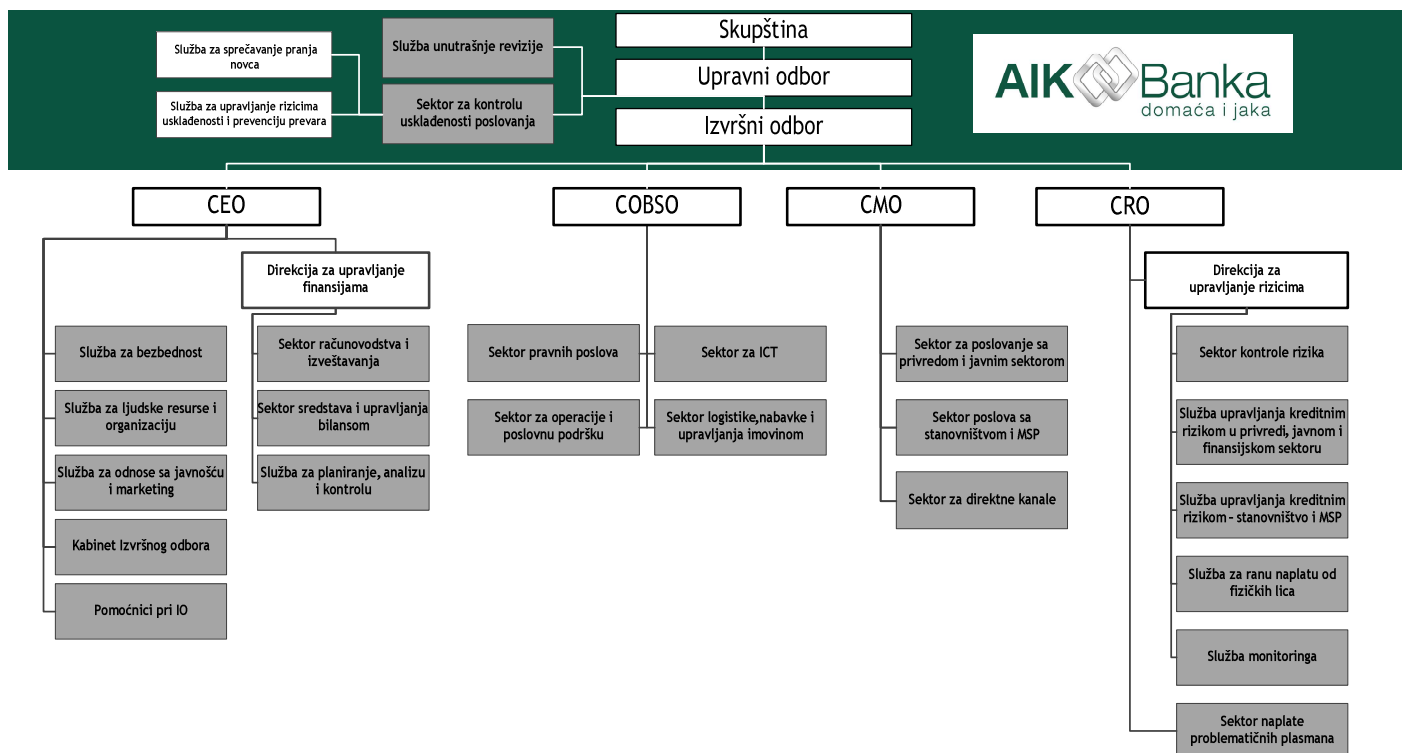 Skupština
Služba za sprečavanje pranja
novca
Služba unutrašnje revizije
Upravni odbor
Služba za upravljanje rizicima
usklađenosti i prevenciju prevara
Sektor za kontrolu
usklađenosti poslovanja
Izvršni odbor
AIK Banka
domaća i jaka
CEO
COBSO
CMO
CRO
Direkcija za upravljanje
finansijama
Služba za bezbednost
Služba za ljudske resurse i
organizaciju
Služba za odnose sa javnošću
i marketing
Kabinet Izvršnog odbora
Pomoćnici pri IO
Sektor računovodstva i
izveštavanja
Sektor sredstava i upravljanja
bilansom
Služba za planiranje, analizu
i kontrolu
Sektor pravnih poslova
Sektor za ICT
Sektor za operacije i
poslovnu podršku
Sektor logistike,nabavke i
upravljanja imovinom
Sektor za poslovanje sa
privredom i javnim sektorom
Sektor poslova sa
stanovništvom i MSP
Sektor za direktne kanale
Direkcija za
upravljanje rizicima
Sektor kontrole rizika
Služba upravljanja kreditnim
rizikom u privredi, javnom i
finansijskom sektoru
Služba upravljanja kreditnim
rizikom – stanovništvo i MSP
Služba za ranu naplatu od
fizičkih lica
Služba monitoringa
Sektor naplate
problematičnih plasmana